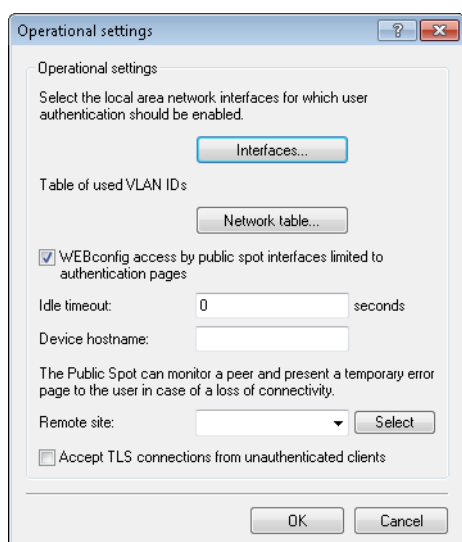 Operational settings
Operational settings
Select the local area network interfaces for which user
authentication should be enabled.
Interfaces...
Table of used VLAN IDs
Network table...
WEBconfig access by public spot interfaces limited to
authentication pages
Idle timeout: 0 seconds
Device hostname:
The Public Spot can monitor a peer and present a temporary error
page to the user in case of a loss of connectivity.
Remote site: Select
Accept TLS connections from unauthenticated clients
OK Cancel